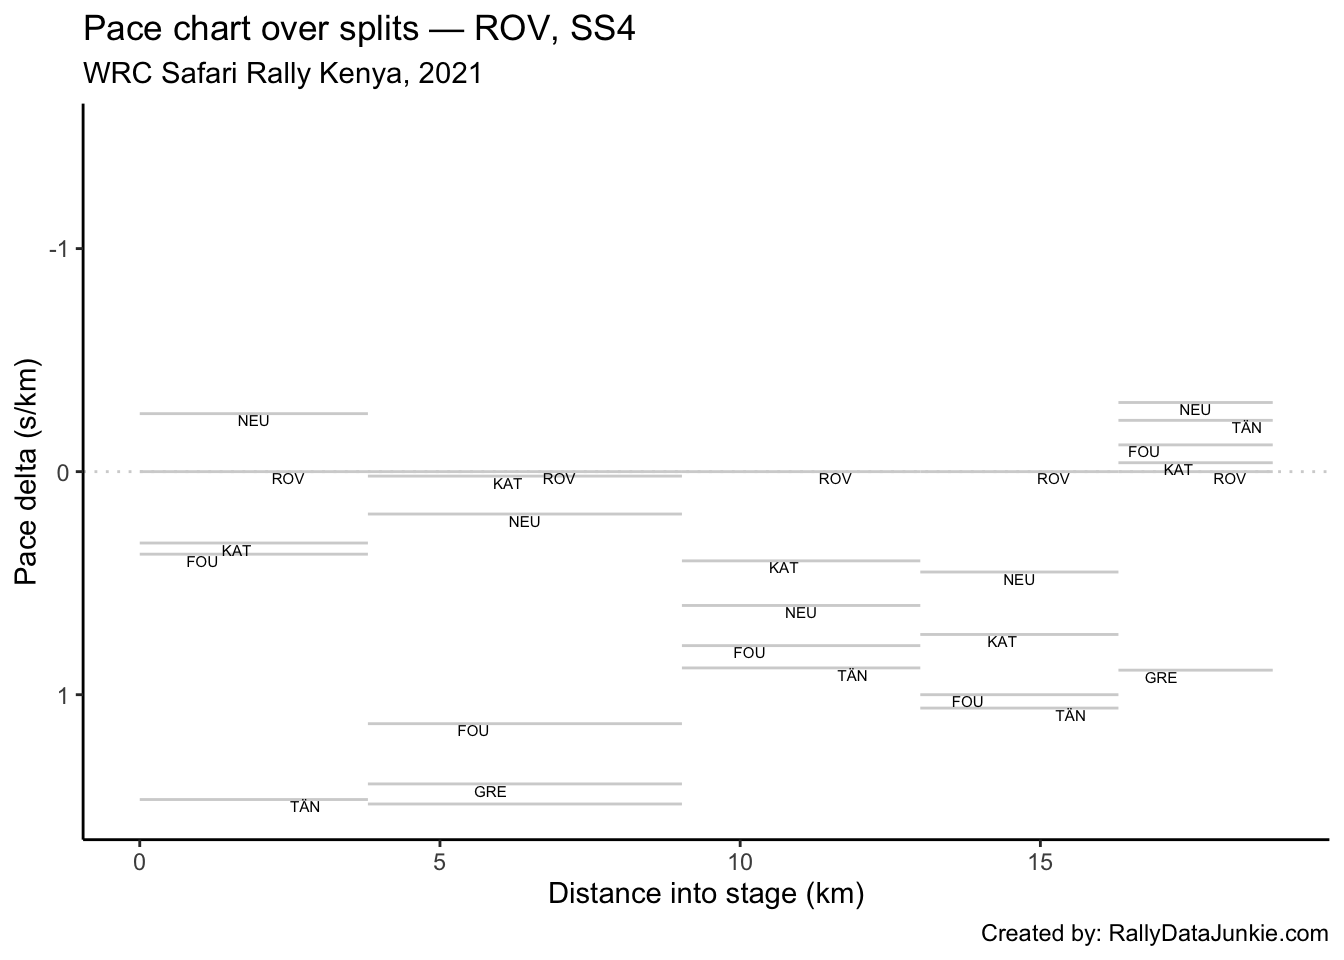 Pace chart over splits — ROV, SS4
WRC Safari Rally Kenya, 2021
Pace delta (s/km)
-1
0
1
NEU
ROV
KAT
FOU
TÄN
KAT
ROV
NEU
FOU
GRE
ROV
KAT
NEU
FOU
TÄN
ROV
NEU
KAT
FOU
TÄN
NEU
TÄN
FOU
KAT
ROV
GRE
0 5 10 15
Distance into stage (km)
Created by: RallyDataJunkie.com